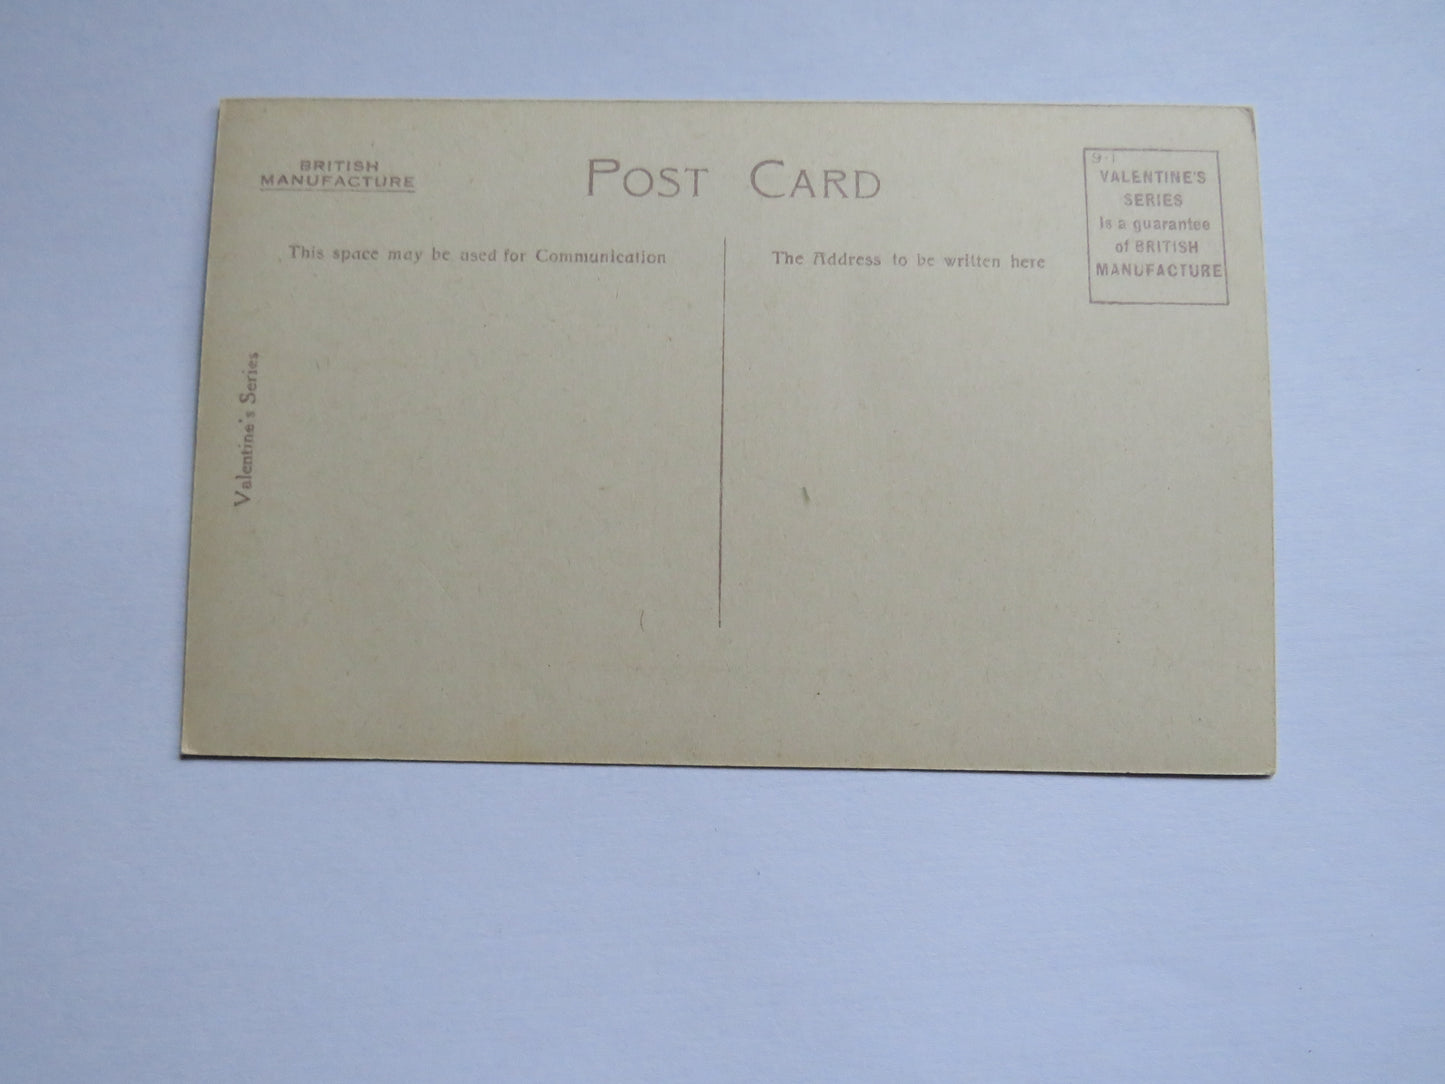 BRITISH
MANUFACTURE
POST CARD
9-1
VALENTINE'S
SERIES
Is a guarantee
of BRITISH
MANUFACTURE
This space may be used for Communication
The Address to be written here
Valentine's Series